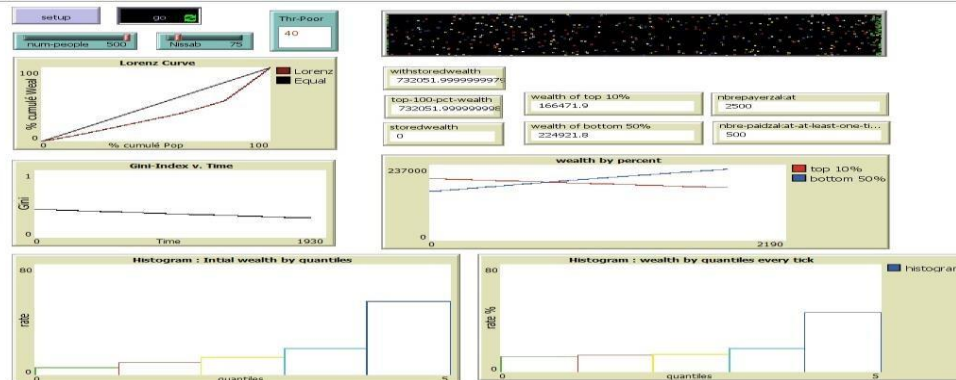 setup
go
Thr-Poor
40
num-people 500
Nissab 75
Lorenz Curve
100
% cumulé Weal
0
% cumulé Pop
100
Lorenz
Equal
withstoredwealth
732051.9999999979
top-100-pct-wealth
732051.999999998
storedwealth
0
wealth of top 10%
166471.9
wealth of bottom 50%
224921.8
nbrepayerzakat
2500
nbre-paidzakat-at-least-one-ti...
500
Gini-Index v. Time
1
Gini
0
0
Time
1930
wealth by percent
237000
0
0
2190
top 10%
bottom 50%
Histogram : Intial wealth by quantiles
80
rate
0
0
quantiles
5
Histogram : wealth by quantiles every tick
80
rate %
0
0
quantiles
5
histogram